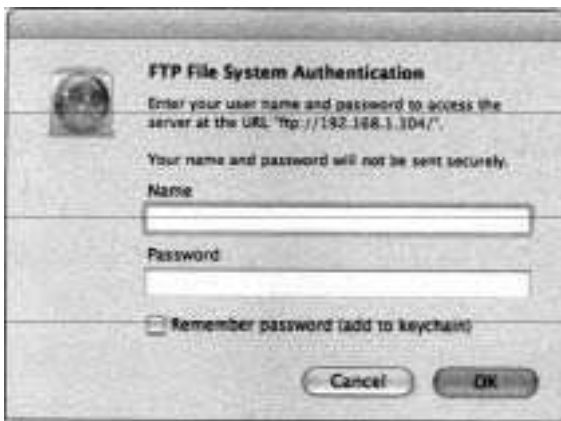 FTP File System Authentication
Enter your user name and password to access the
server at the URL "ftp://192.168.1.104/".
Your name and password will not be sent securely.
Name
Password
Remember password (add to keychain)
Cancel
OK